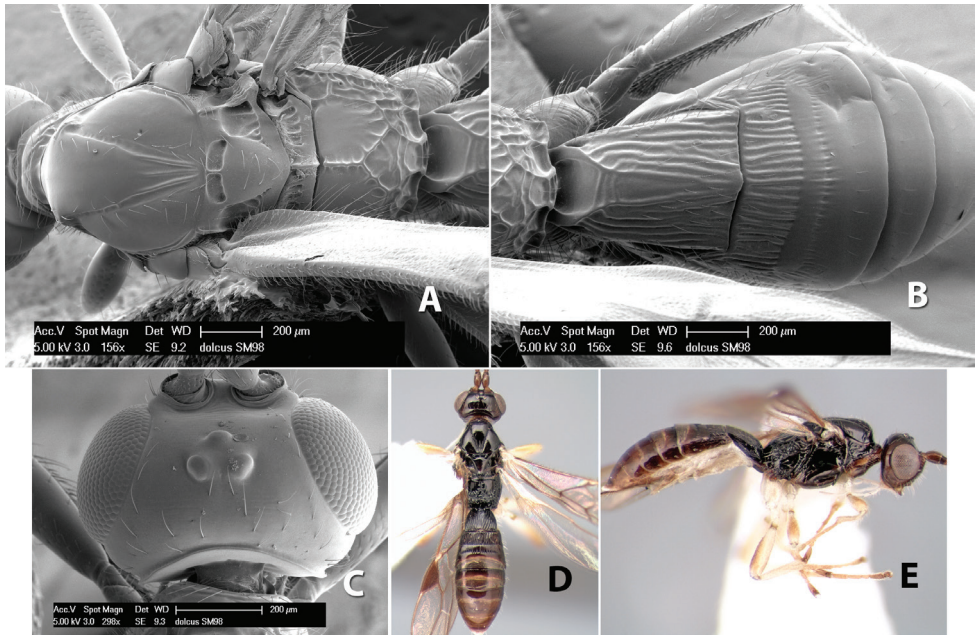 A
Acc.V Spot Magn Det WD 200 µm
5.00 kV 3.0 156x SE 9.2 dolcus SM98
B
Acc.V Spot Magn Det WD 200 µm
5.00 kV 3.0 156x SE 9.6 dolcus SM98
C
Acc.V Spot Magn Det WD 200 µm
5.00 kV 3.0 298x SE 9.3 dolcus SM98
D
E